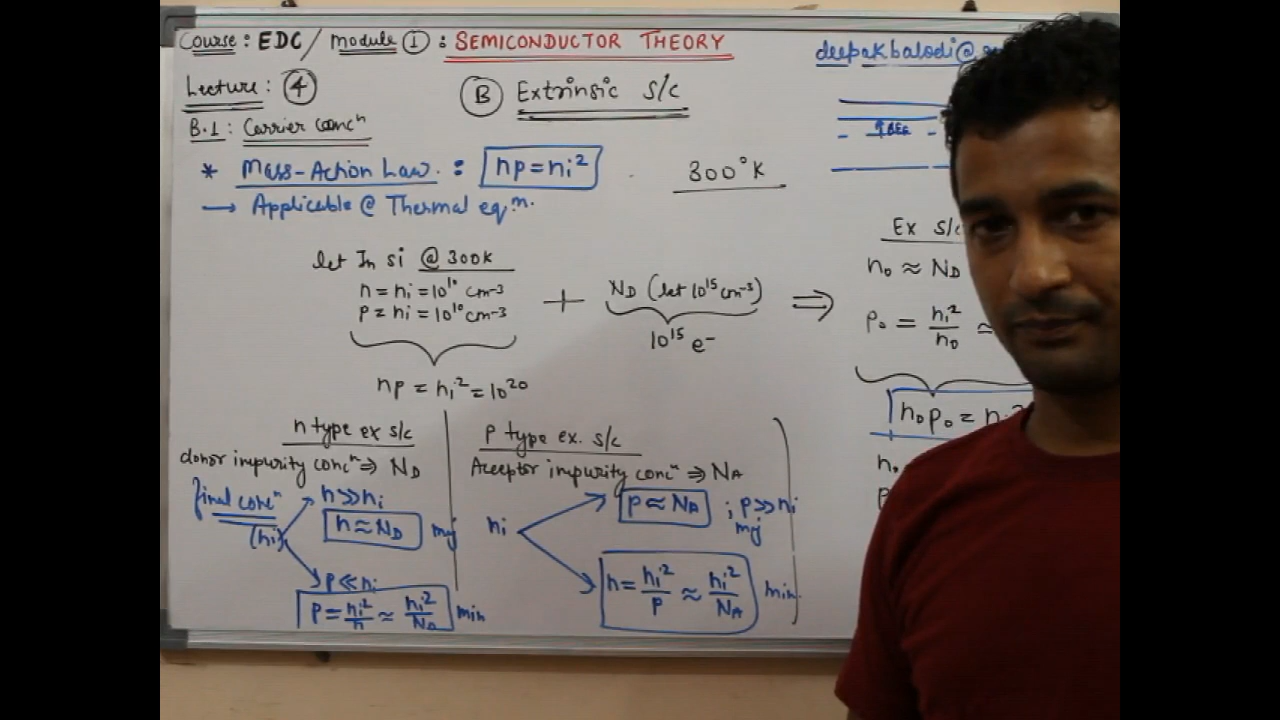 Course: EDC / Module ① : SEMICONDUCTOR THEORY
deepakbalodi@
Lecture: ④
Ⓑ Extrinsic s/c
B.1 : Carrier concⁿ
* Mass-Action Law : np = ni²
300°K
→ Applicable @ Thermal eqᵐ.
let In si @ 300k
n = ni = 10¹⁰ cm-3
p = ni = 10¹⁰ cm-3
+ ND (let 10¹⁵ cm⁻³) ⇒
10¹⁵ e⁻
np = ni² = 10²⁰
Ex s/c
n₀ ≈ ND
p₀ = ni²/n₀ ≈
n₀p₀ = n
n type ex s/c
donor impurity concⁿ ⇒ ND
final concⁿ
(ni)
n >> ni
n ≈ ND maj
p << ni
p = ni²/n ≈ ni²/ND min
p type ex. s/c
Acceptor impurity concⁿ ⇒ NA
ni
p ≈ NA ; p >> ni
maj
n = ni²/p ≈ ni²/NA min